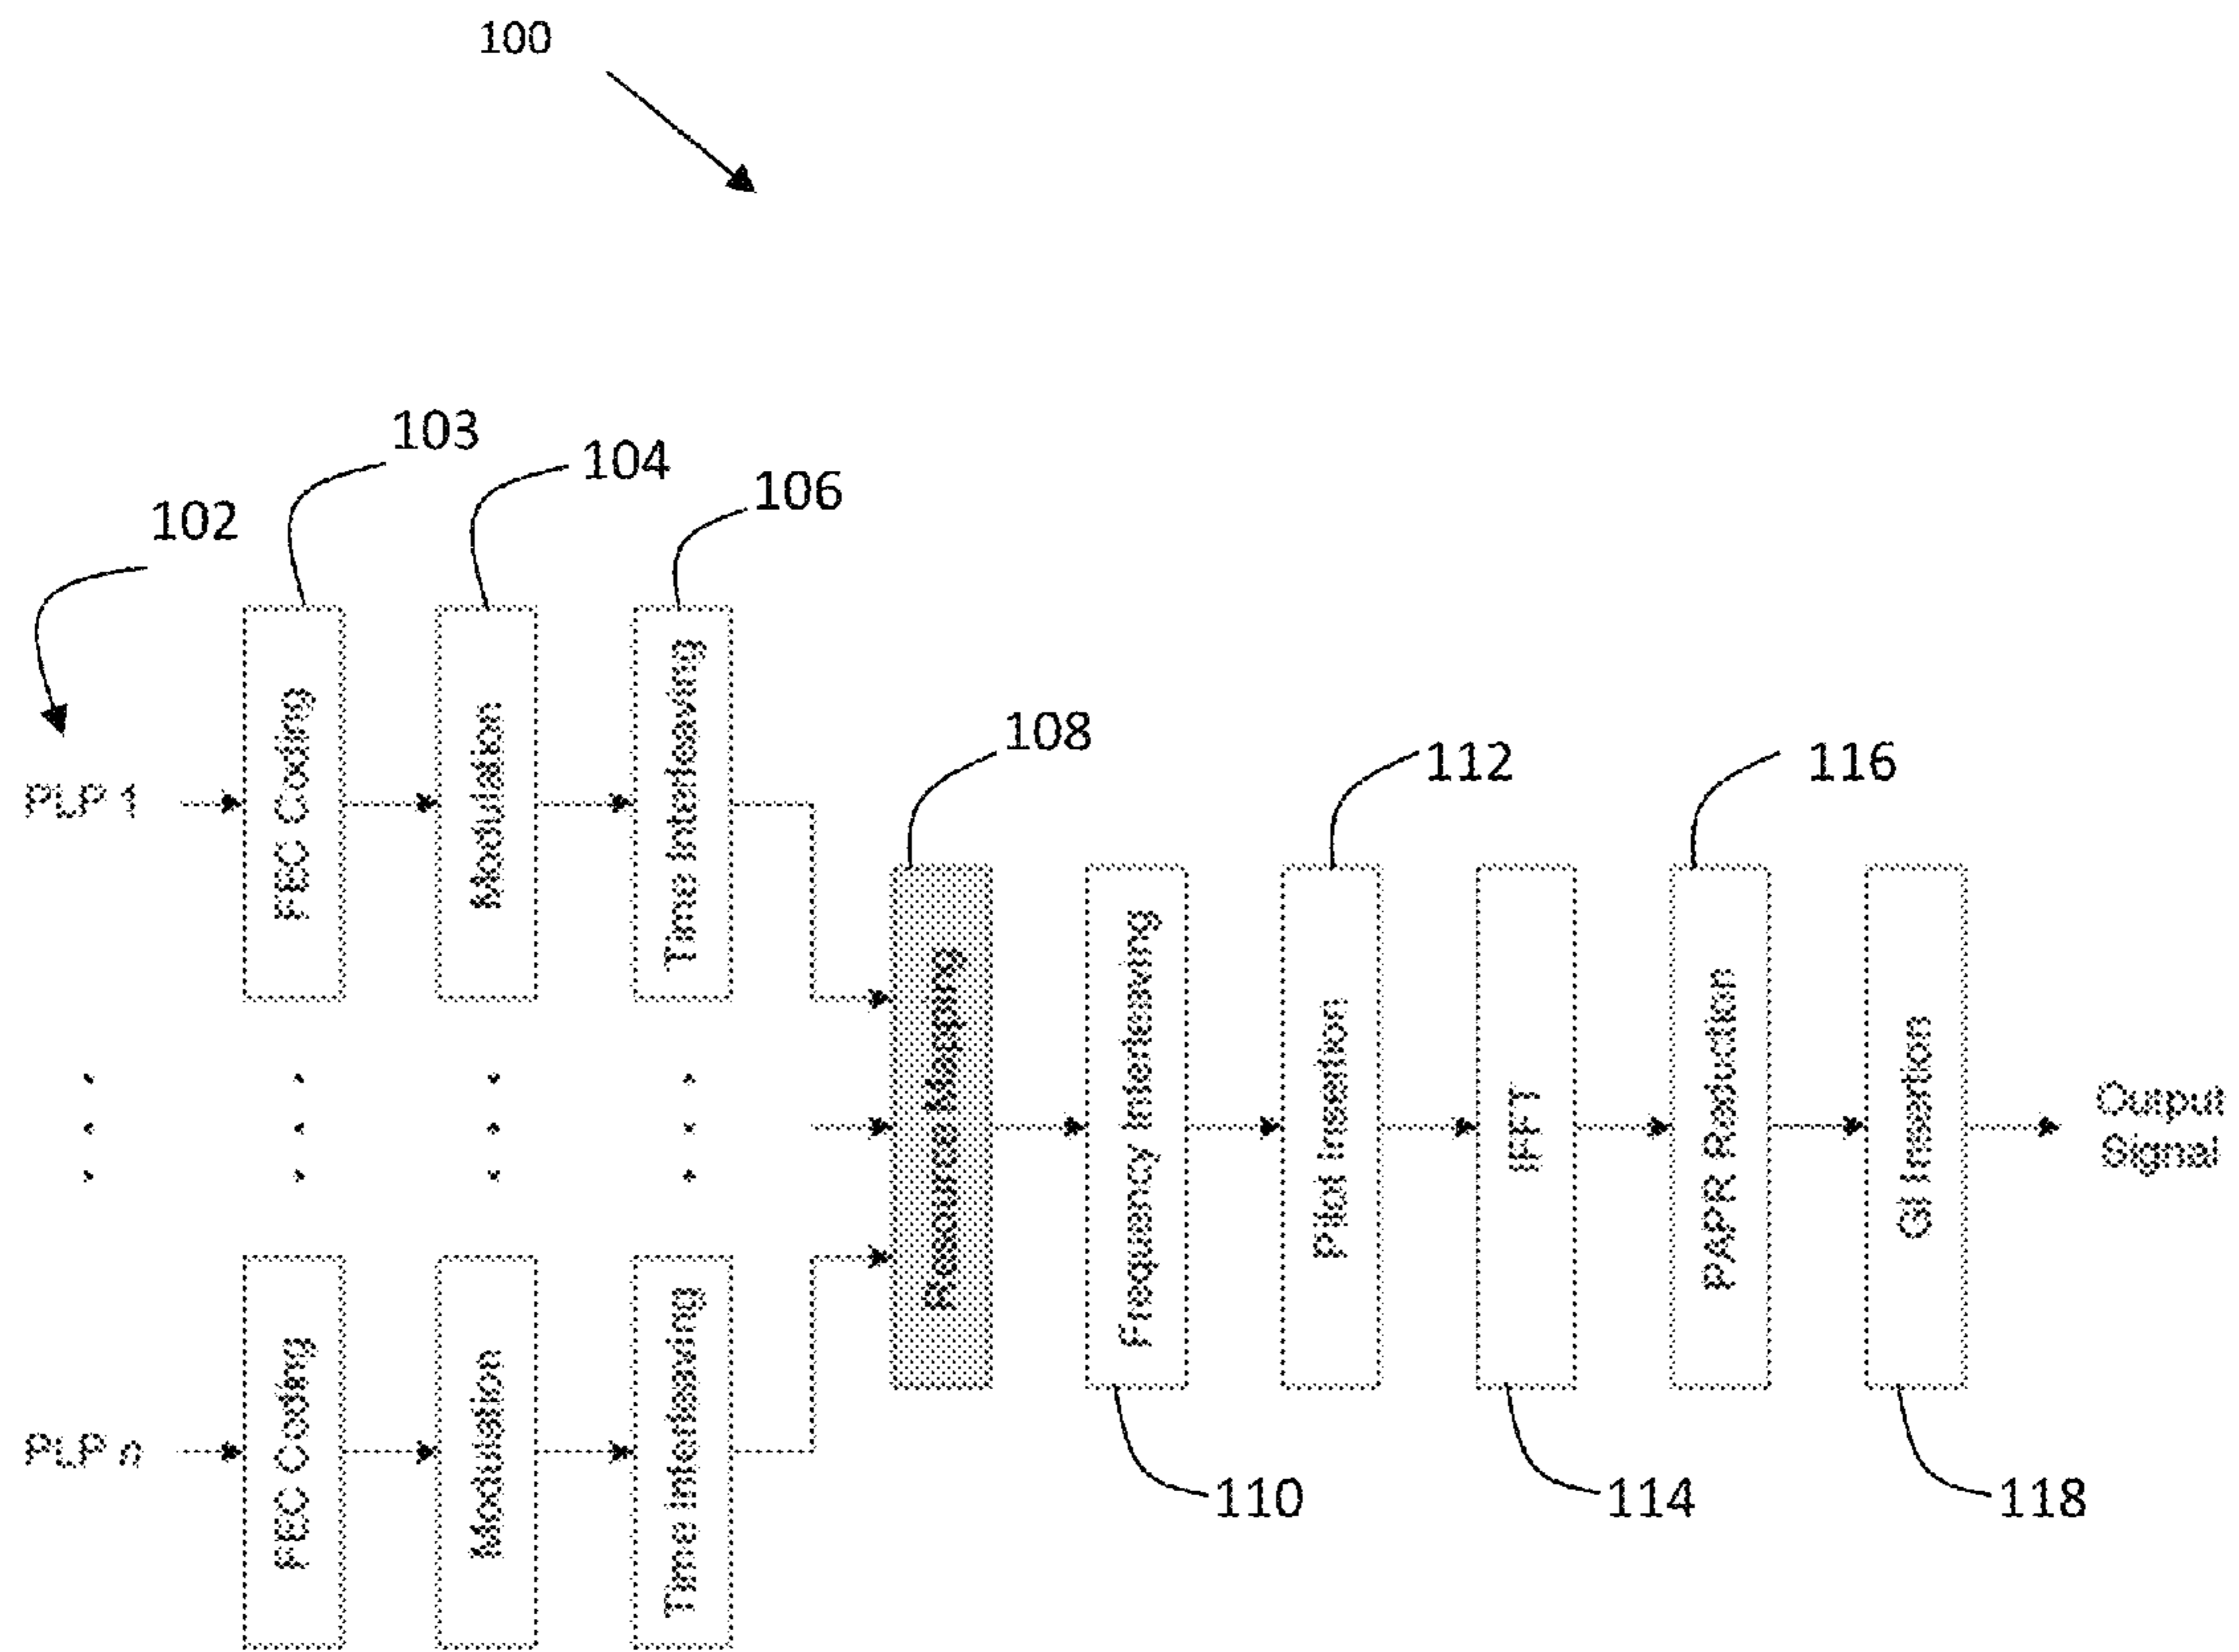 100
103
104
106
102
PLP 1
FEC Coding
Modulation
Time Interleaving
108
112
116
Resource Mapping
Frequency Interleaving
Pilot Insertion
IFFT
PAPR Reduction
GI Insertion
Output
Signal
PLP n
FEC Coding
Modulation
Time Interleaving
110
114
118